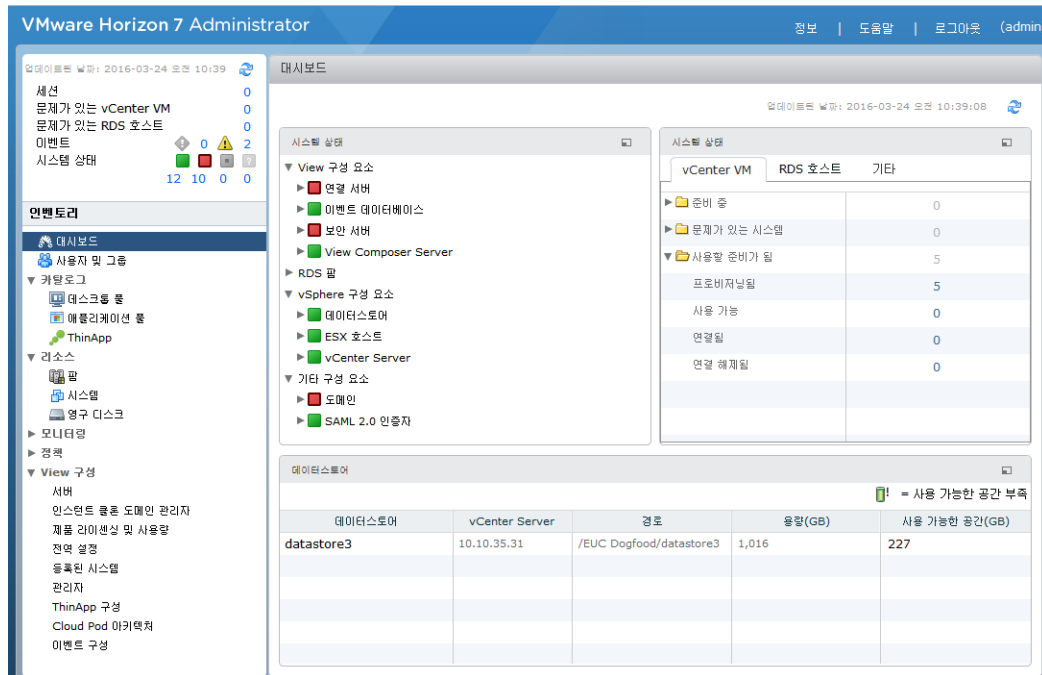 VMware Horizon 7 Administrator
정보 | 도움말 | 로그아웃 (admin
업데이트된 날짜: 2016-03-24 오전 10:39
세션 0
문제가 있는 vCenter VM 0
문제가 있는 RDS 호스트 0
이벤트 0 2
시스템 상태
12 10 0 0
인벤토리
대시보드
사용자 및 그룹
카탈로그
데스크톱 풀
애플리케이션 풀
ThinApp
리소스
팜
시스템
영구 디스크
모니터링
정책
View 구성
서버
인스턴트 클론 도메인 관리자
제품 라이센싱 및 사용량
전역 설정
등록된 시스템
관리자
ThinApp 구성
Cloud Pod 아키텍처
이벤트 구성
대시보드
업데이트된 날짜: 2016-03-24 오전 10:39:08
시스템 상태
View 구성 요소
연결 서버
이벤트 데이터베이스
보안 서버
View Composer Server
RDS 팜
vSphere 구성 요소
데이터스토어
ESX 호스트
vCenter Server
기타 구성 요소
도메인
SAML 2.0 인증자
시스템 상태
vCenter VM RDS 호스트 기타
준비 중 0
문제가 있는 시스템 0
사용할 준비가 됨 5
프로비저닝됨 5
사용 가능 0
연결됨 0
연결 해제됨 0
데이터스토어
! = 사용 가능한 공간 부족
데이터스토어 vCenter Server 경로 용량(GB) 사용 가능한 공간(GB)
datastore3 10.10.35.31 /EUC Dogfood/datastore3 1,016 227